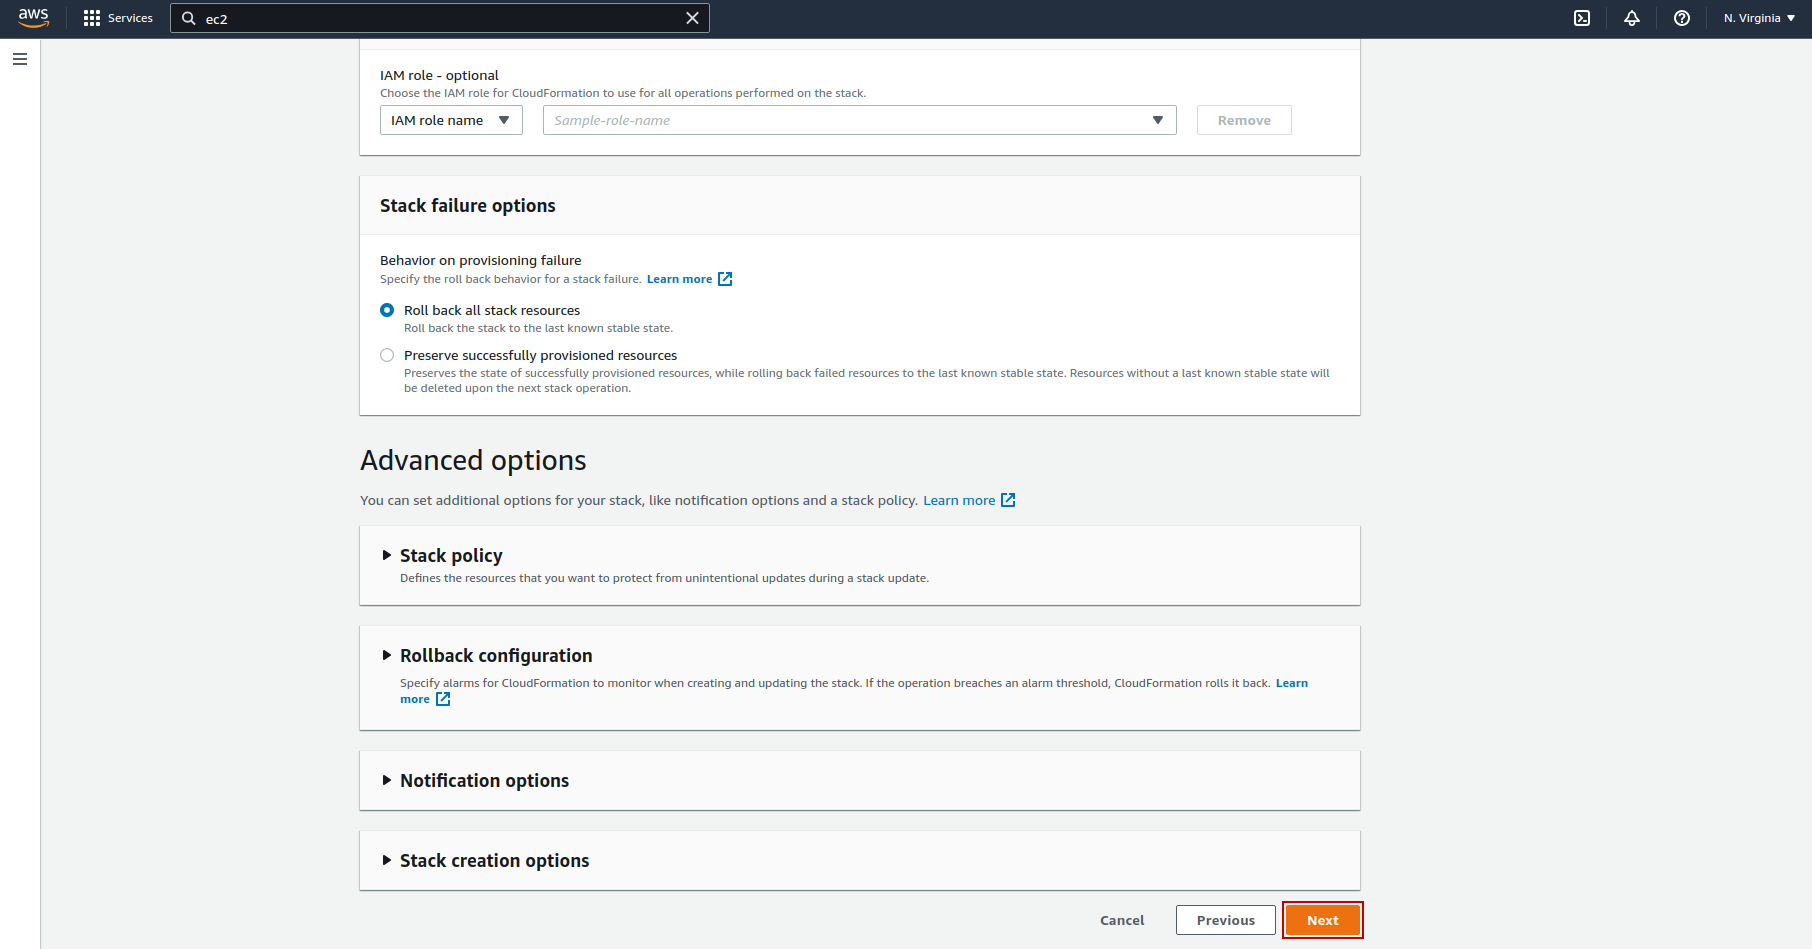 aws
Services
ec2
N. Virginia
IAM role - optional
Choose the IAM role for CloudFormation to use for all operations performed on the stack.
IAM role name
Sample-role-name
Remove
Stack failure options
Behavior on provisioning failure
Specify the roll back behavior for a stack failure. Learn more
Roll back all stack resources
Roll back the stack to the last known stable state.
Preserve successfully provisioned resources
Preserves the state of successfully provisioned resources, while rolling back failed resources to the last known stable state. Resources without a last known stable state will
be deleted upon the next stack operation.
Advanced options
You can set additional options for your stack, like notification options and a stack policy. Learn more
Stack policy
Defines the resources that you want to protect from unintentional updates during a stack update.
Rollback configuration
Specify alarms for CloudFormation to monitor when creating and updating the stack. If the operation breaches an alarm threshold, CloudFormation rolls it back. Learn
more
Notification options
Stack creation options
Cancel
Previous
Next